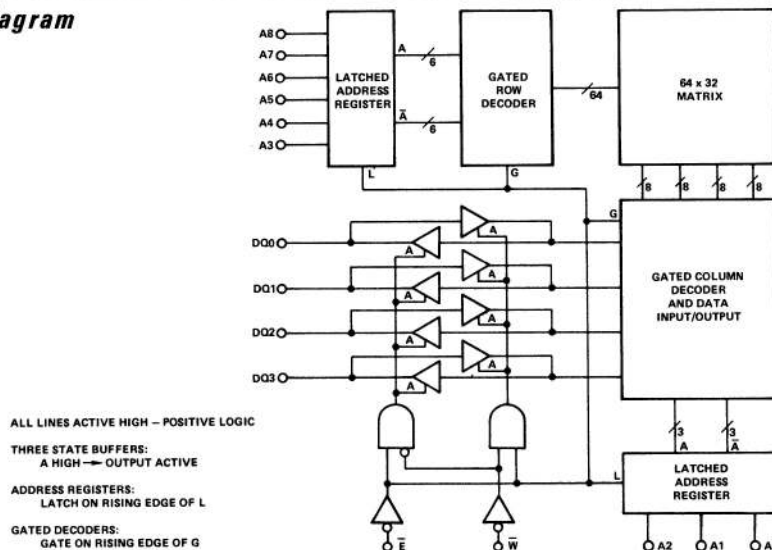 agram
A8
A7
A6
A5
A4
A3
LATCHED
ADDRESS
REGISTER
L
A
6
A̅
6
GATED
ROW
DECODER
G
64
64 x 32
MATRIX
8 8 8 8
G
GATED COLUMN
DECODER
AND DATA
INPUT/OUTPUT
DQ0
A
A
DQ1
A
A
DQ2
A
A
DQ3
A
A
3 3
A A̅
L
LATCHED
ADDRESS
REGISTER
E̅
W̅
A2 A1 A
ALL LINES ACTIVE HIGH – POSITIVE LOGIC
THREE STATE BUFFERS:
A HIGH → OUTPUT ACTIVE
ADDRESS REGISTERS:
LATCH ON RISING EDGE OF L
GATED DECODERS:
GATE ON RISING EDGE OF G